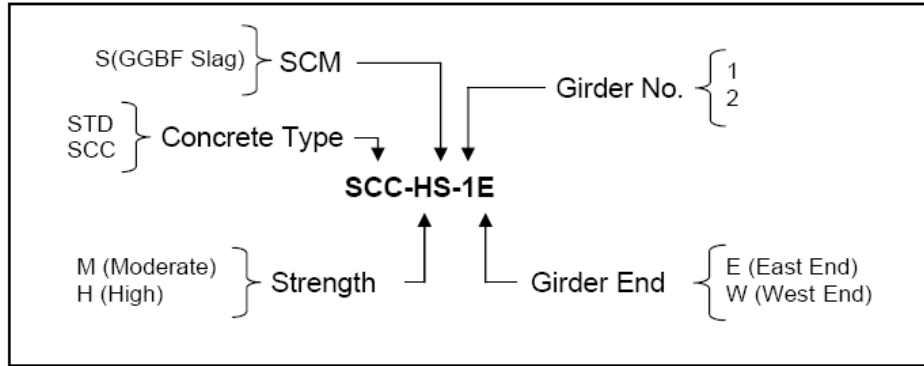 S(GGBF Slag)
SCM
Girder No.
1
2
STD
SCC
Concrete Type
SCC-HS-1E
M (Moderate)
H (High)
Strength
Girder End
E (East End)
W (West End)